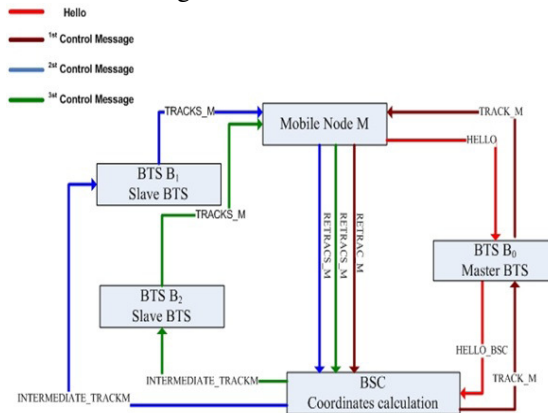 Hello
1st Control Message
2st Control Message
3st Control Message
TRACKS_M
Mobile Node M
TRACK_M
HELLO
BTS B1
Slave BTS
TRACKS_M
RETRACS_M
RETRACS_M
RETRAC_M
BTS B0
Master BTS
BTS B2
Slave BTS
HELLO_BSC
INTERMEDIATE_TRACKM
BSC
Coordinates calculation
TRACK_M
INTERMEDIATE_TRACKM